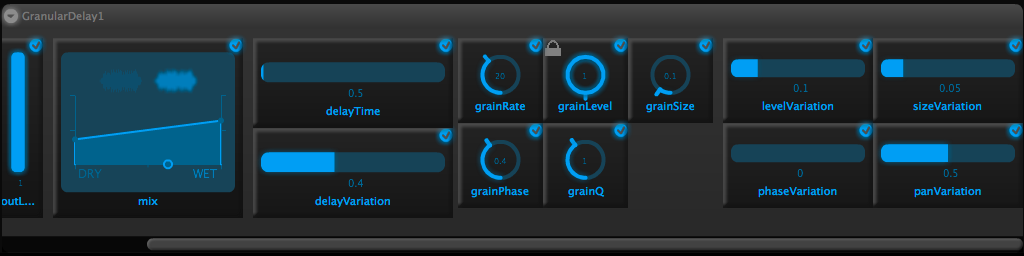 GranularDelay1
1
outL...
DRY WET
mix
0.5
delayTime
0.4
delayVariation
20
grainRate
1
grainLevel
0.1
grainSize
0.4
grainPhase
1
grainQ
0.1
levelVariation
0.05
sizeVariation
0
phaseVariation
0.5
panVariation